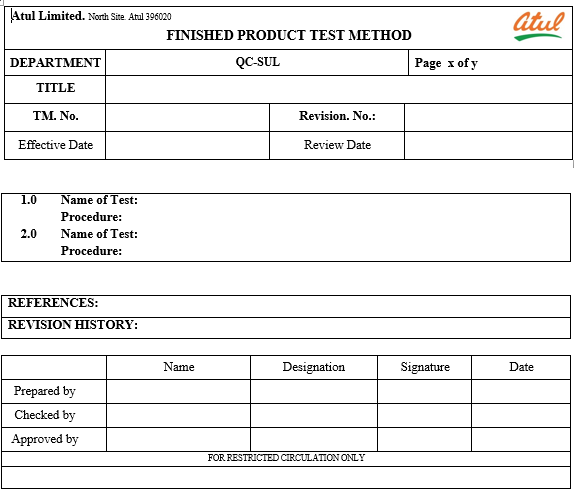 Atul Limited. North Site. Atul 396020
atul
FINISHED PRODUCT TEST METHOD
DEPARTMENT QC-SUL Page x of y
TITLE
TM. No. Revision. No.:
Effective Date Review Date
1.0 Name of Test:
Procedure:
2.0 Name of Test:
Procedure:
REFERENCES:
REVISION HISTORY:
Name Designation Signature Date
Prepared by
Checked by
Approved by
FOR RESTRICTED CIRCULATION ONLY